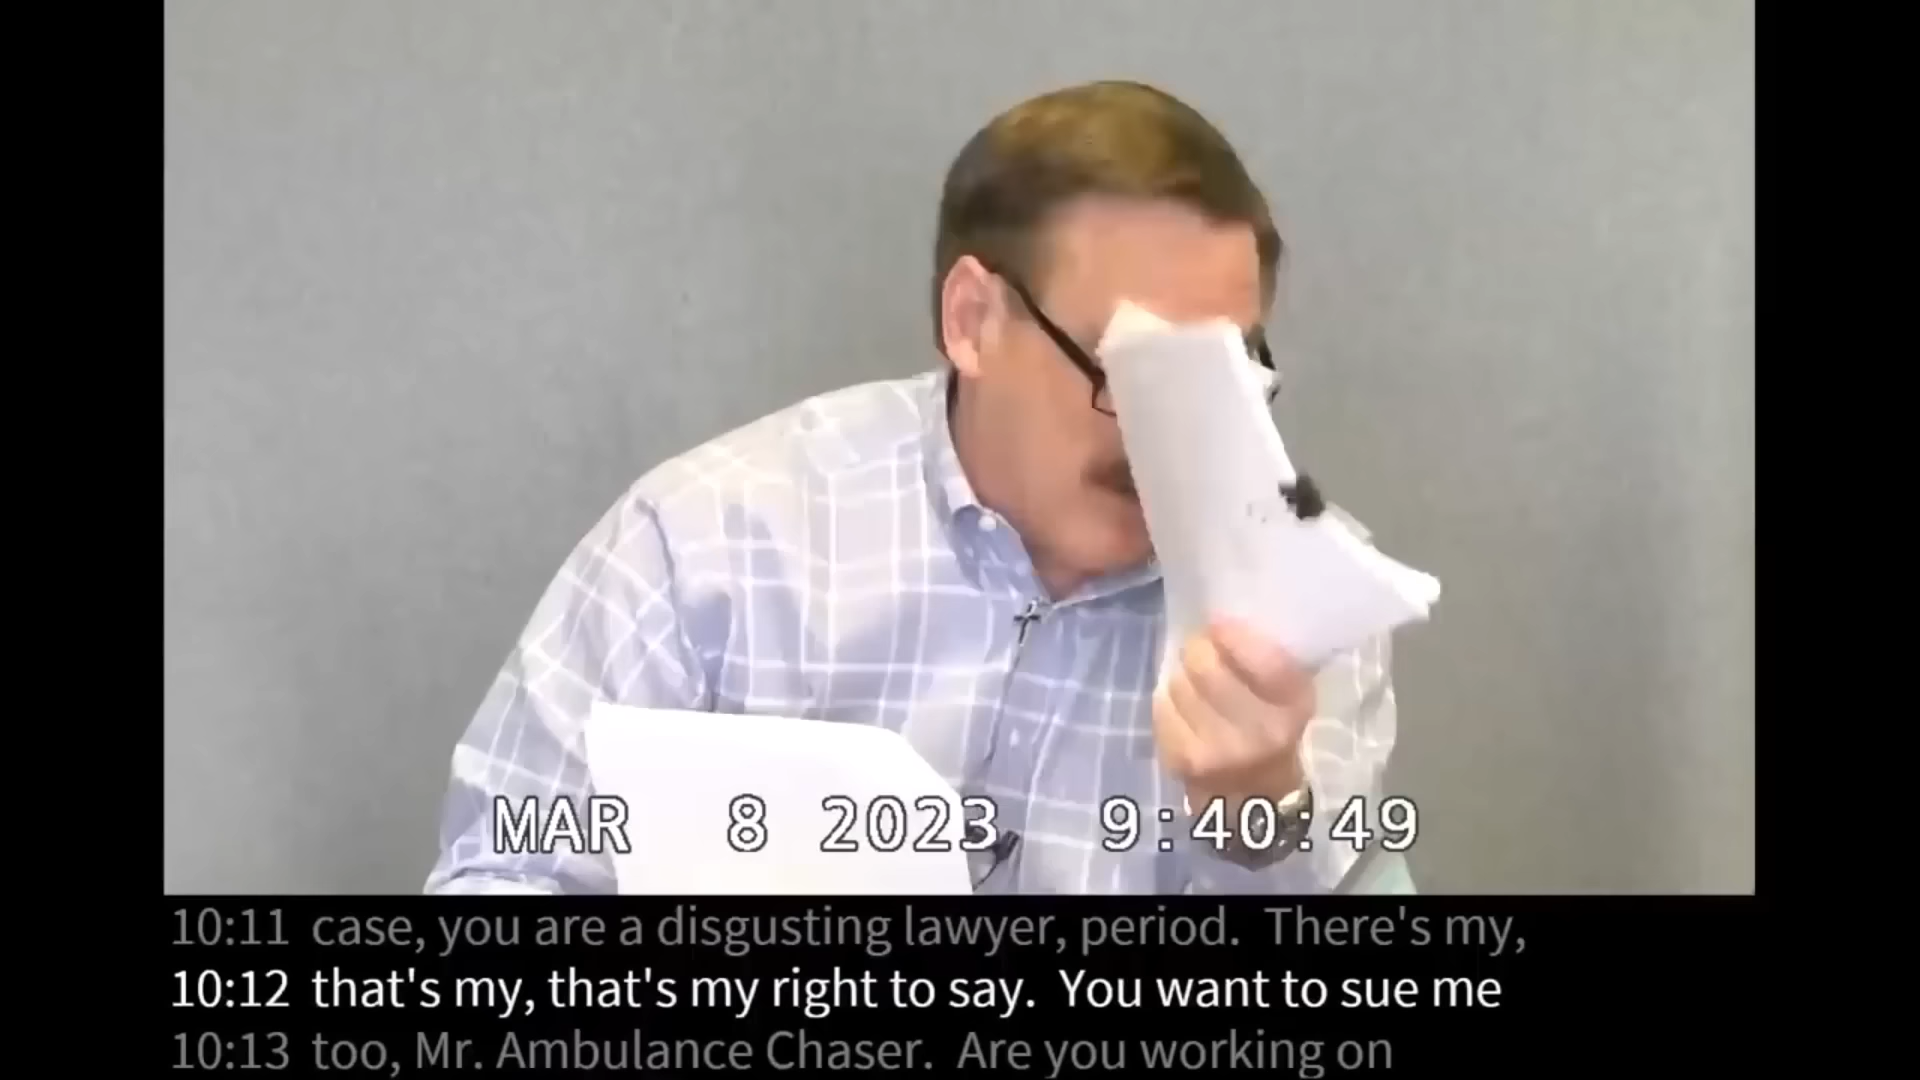 MAR 8 2023 9:40:49
10:11 case, you are a disgusting lawyer, period. There's my,
10:12 that's my, that's my right to say. You want to sue me
10:13 too, Mr. Ambulance Chaser. Are you working on